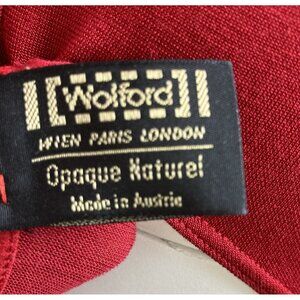 Wolford
WIEN PARIS LONDON
Opaque Naturel
Made in Austria